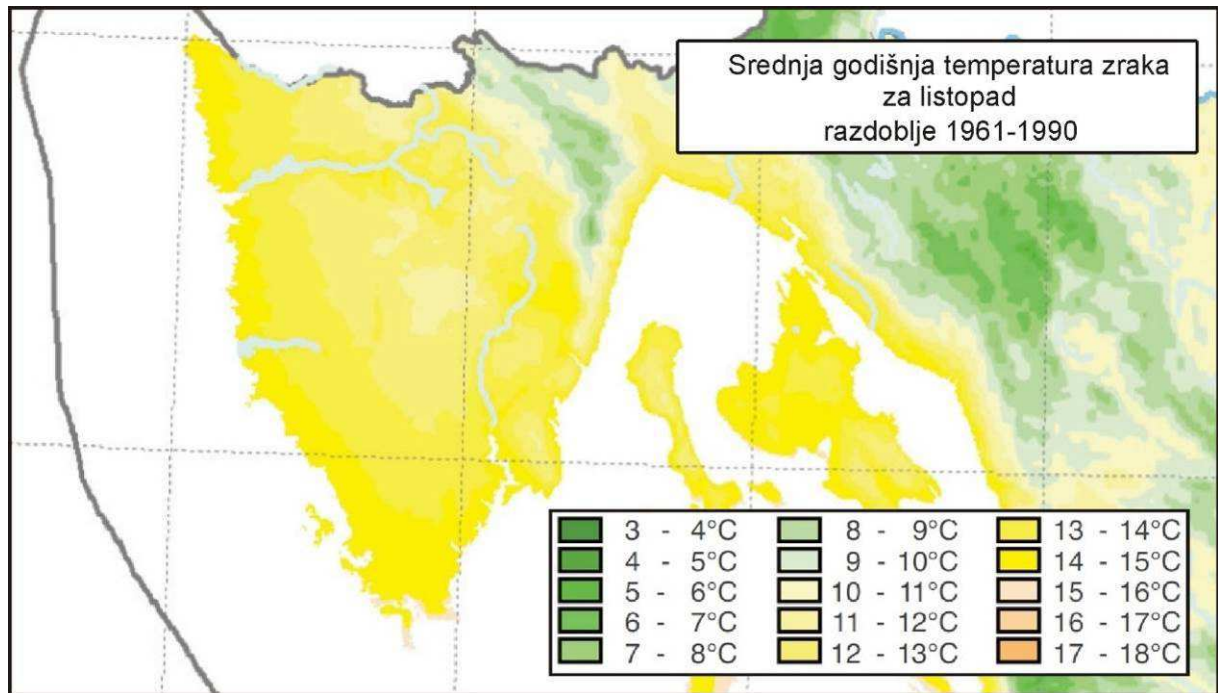 Srednja godišnja temperatura zraka
za listopad
razdoblje 1961-1990
3 - 4°C
4 - 5°C
5 - 6°C
6 - 7°C
7 - 8°C
8 - 9°C
9 - 10°C
10 - 11°C
11 - 12°C
12 - 13°C
13 - 14°C
14 - 15°C
15 - 16°C
16 - 17°C
17 - 18°C